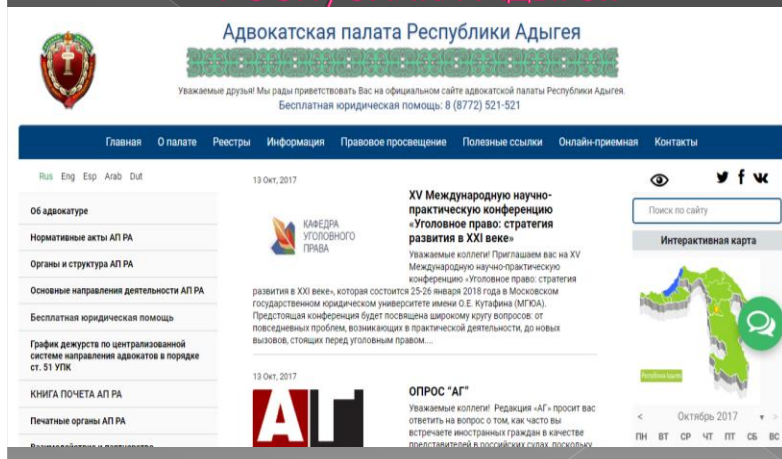 Адвокатская палата Республики Адыгея
Уважаемые друзья! Мы рады приветствовать Вас на официальном сайте адвокатской палаты Республики Адыгея.
Бесплатная юридическая помощь: 8 (8772) 521-521
Главная О палате Реестры Информация Правовое просвещение Полезные ссылки Онлайн-приемная Контакты
Rus Eng Esp Arab Dut
Об адвокатуре
Нормативные акты АП РА
Органы и структура АП РА
Основные направления деятельности АП РА
Бесплатная юридическая помощь
График дежурств по централизованной
системе направления адвокатов в порядке
ст. 51 УПК
КНИГА ПОЧЕТА АП РА
Печатные органы АП РА
13 Окт, 2017
КАФЕДРА
УГОЛОВНОГО
ПРАВА
XV Международную научно-
практическую конференцию
«Уголовное право: стратегия
развития в XXI веке»
Уважаемые коллеги! Приглашаем вас на XV
Международную научно-практическую
конференцию «Уголовное право: стратегия
развития в XXI веке», которая состоится 25-26 января 2018 года в Московском
государственном юридическом университете имени О.Е. Кутафина (МГЮА).
Предстоящая конференция будет посвящена широкому кругу вопросов: от
повседневных проблем, возникающих в практической деятельности, до новых
вызовов, стоящих перед уголовным правом....
13 Окт, 2017
АГ
ОПРОС “АГ”
Уважаемые коллеги! Редакция «АГ» просит вас
ответить на вопрос о том, как часто вы
встречаете иностранных граждан в качестве
представителей в российских судах, поскольку
Поиск по сайту
Интерактивная карта
Республика Адыгея
< Октябрь 2017 >
ПН ВТ СР ЧТ ПТ СБ ВС